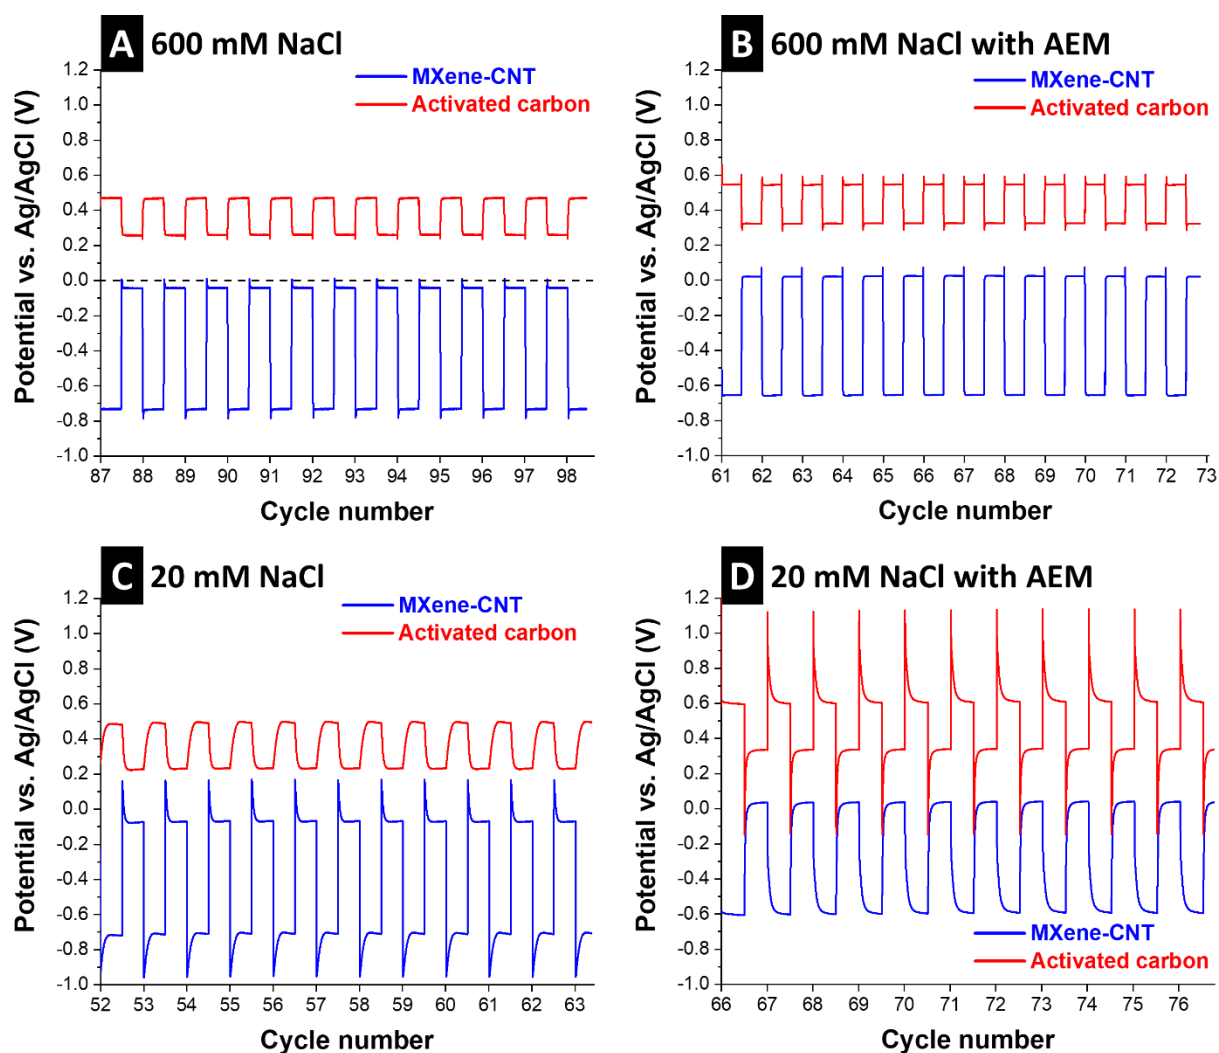 A 600 mM NaCl
MXene-CNT
Activated carbon
Potential vs. Ag/AgCl (V)
1.2
1.0
0.8
0.6
0.4
0.2
0.0
-0.2
-0.4
-0.6
-0.8
-1.0
87 88 89 90 91 92 93 94 95 96 97 98
Cycle number
B 600 mM NaCl with AEM
MXene-CNT
Activated carbon
Potential vs. Ag/AgCl (V)
1.2
1.0
0.8
0.6
0.4
0.2
0.0
-0.2
-0.4
-0.6
-0.8
-1.0
61 62 63 64 65 66 67 68 69 70 71 72 73
Cycle number
C 20 mM NaCl
MXene-CNT
Activated carbon
Potential vs. Ag/AgCl (V)
1.2
1.0
0.8
0.6
0.4
0.2
0.0
-0.2
-0.4
-0.6
-0.8
-1.0
52 53 54 55 56 57 58 59 60 61 62 63
Cycle number
D 20 mM NaCl with AEM
Potential vs. Ag/AgCl (V)
1.2
1.0
0.8
0.6
0.4
0.2
0.0
-0.2
-0.4
-0.6
-0.8
-1.0
MXene-CNT
Activated carbon
66 67 68 69 70 71 72 73 74 75 76
Cycle number